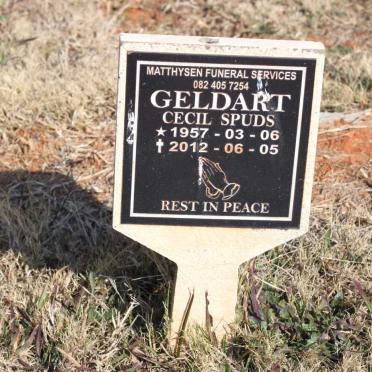 MATTHYSEN FUNERAL SERVICES
082 405 7254
GELDART
CECIL SPUDS
★ 1957 - 03 - 06
✝ 2012 - 06 - 05
REST IN PEACE